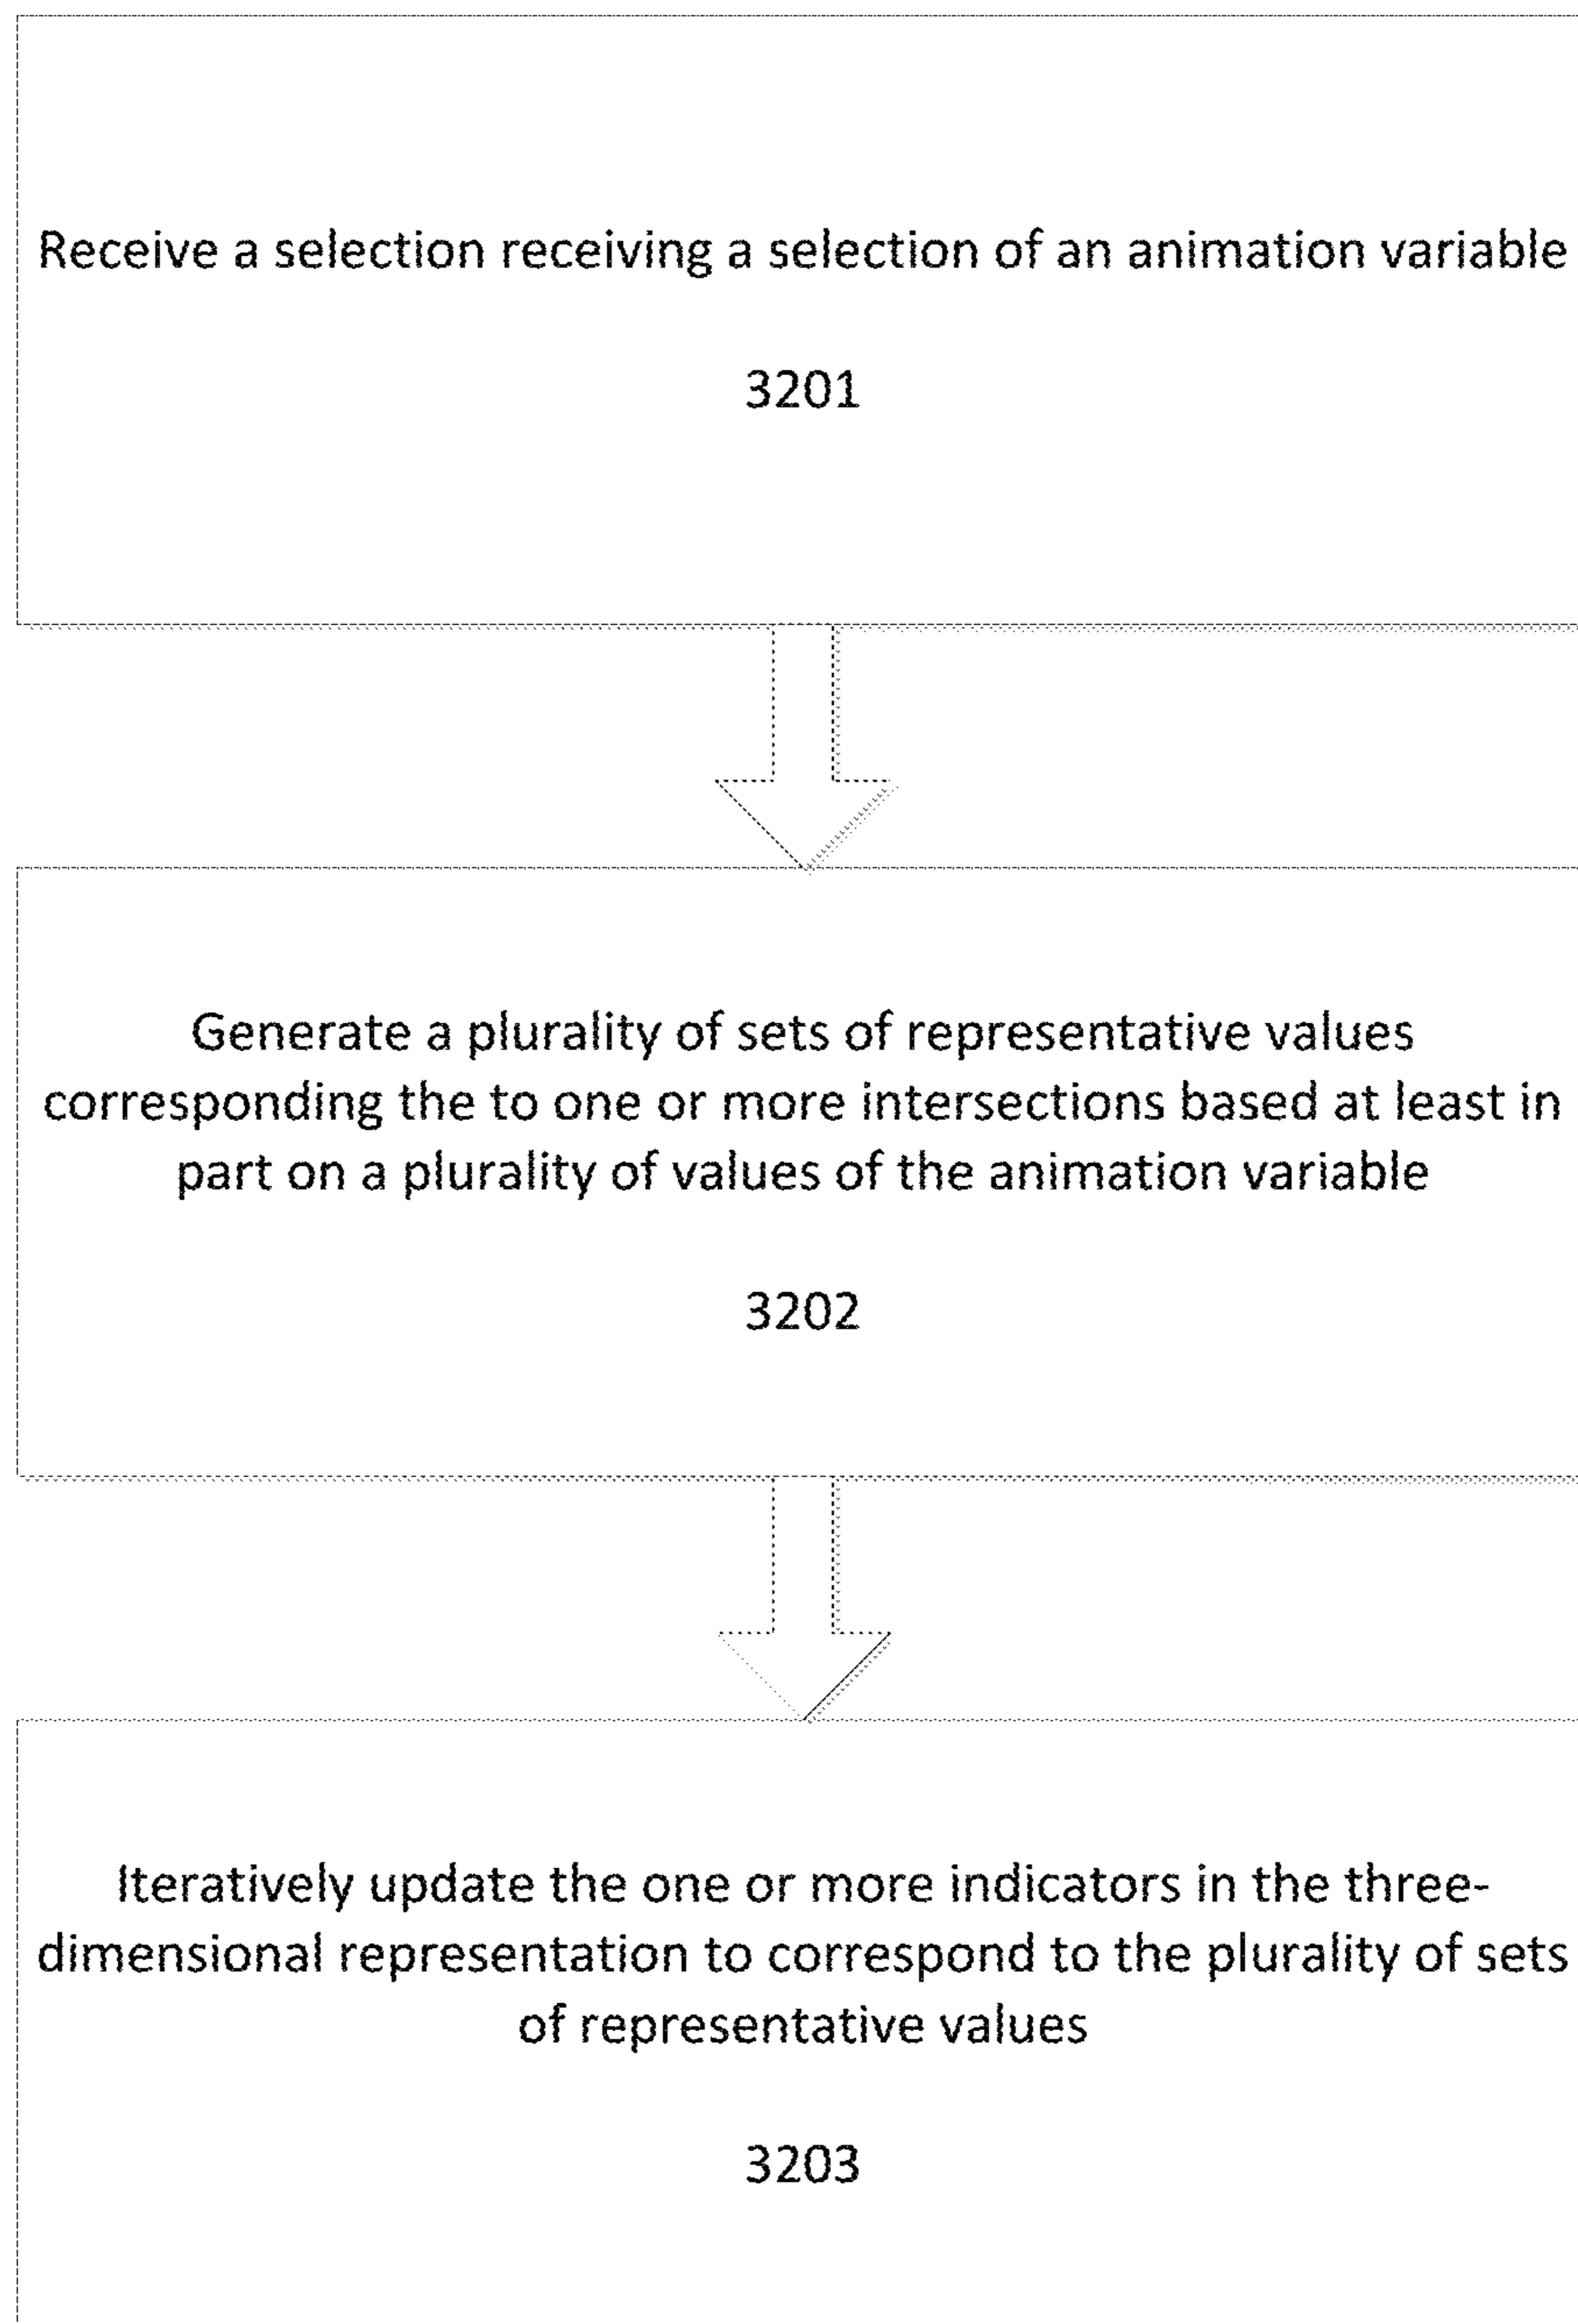 Receive a selection receiving a selection of an animation variable
3201
Generate a plurality of sets of representative values
corresponding the to one or more intersections based at least in
part on a plurality of values of the animation variable
3202
Iteratively update the one or more indicators in the three-
dimensional representation to correspond to the plurality of sets
of representative values
3203